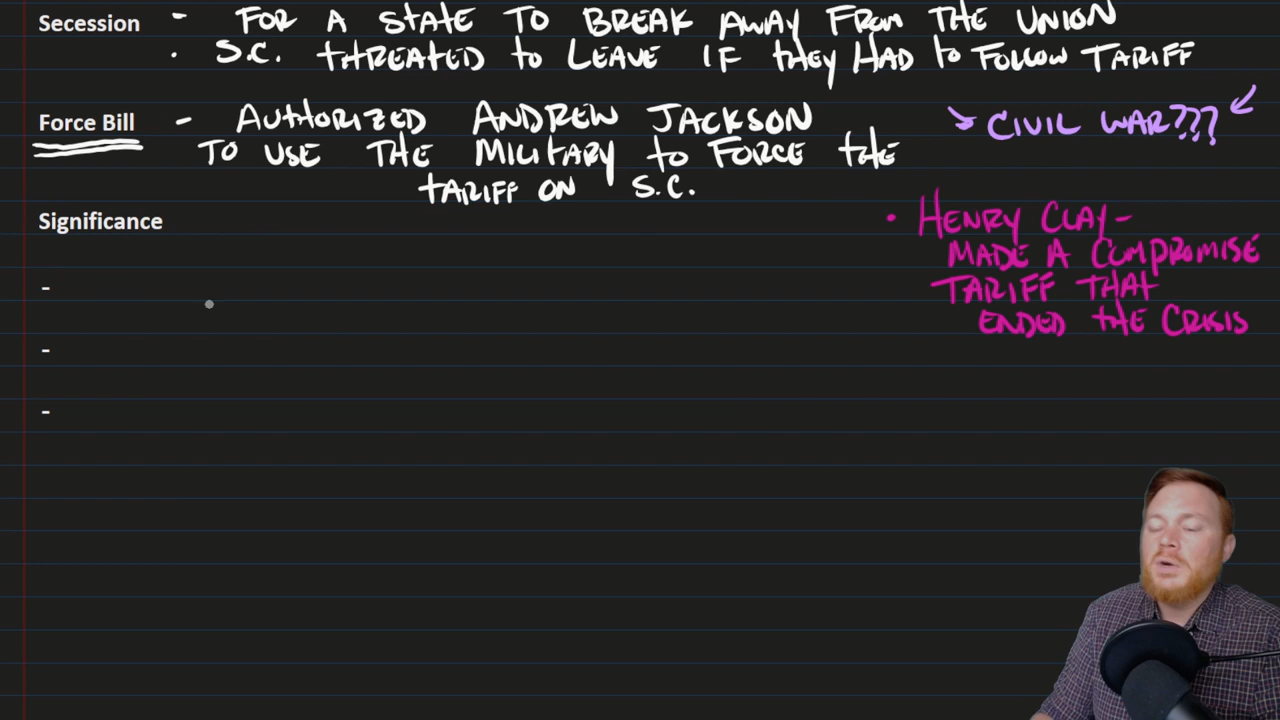 Secession - FOR A STATE TO BREAK AWAY FROM THE UNION
· S.C. THREATED TO LEAVE IF THEY HAD TO FOLLOW TARIFF
Force Bill - AUTHORIZED ANDREW JACKSON
TO USE THE MILITARY TO FORCE THE
TARIFF ON S.C.
CIVIL WAR???
Significance
-
-
-
• HENRY CLAY-
MADE A COMPROMISE
TARIFF THAT
ENDED THE CRISIS